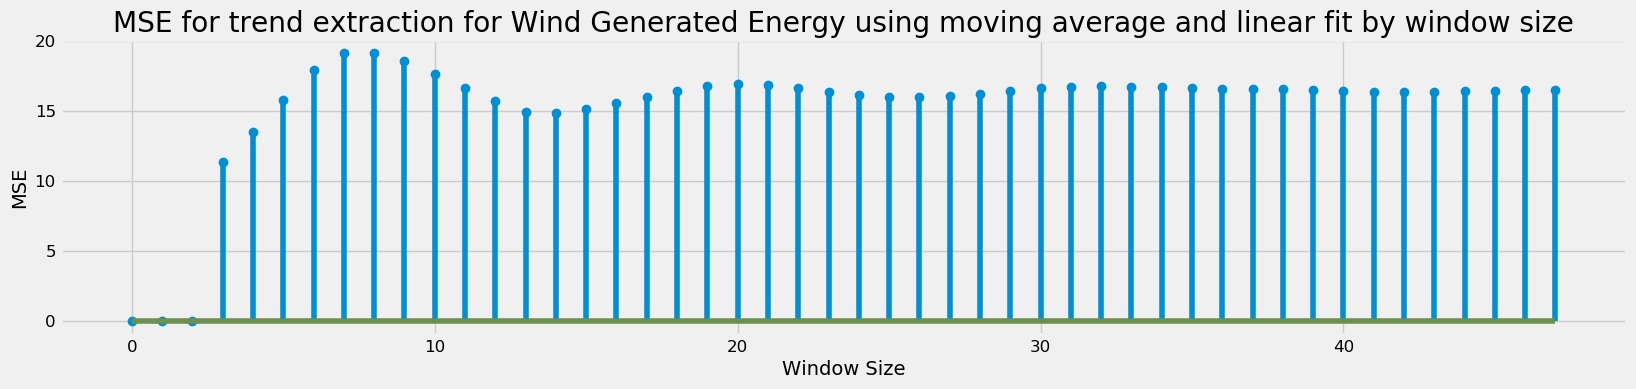 MSE for trend extraction for Wind Generated Energy using moving average and linear fit by window size
20
15
10
5
0
MSE
0 10 20 30 40
Window Size